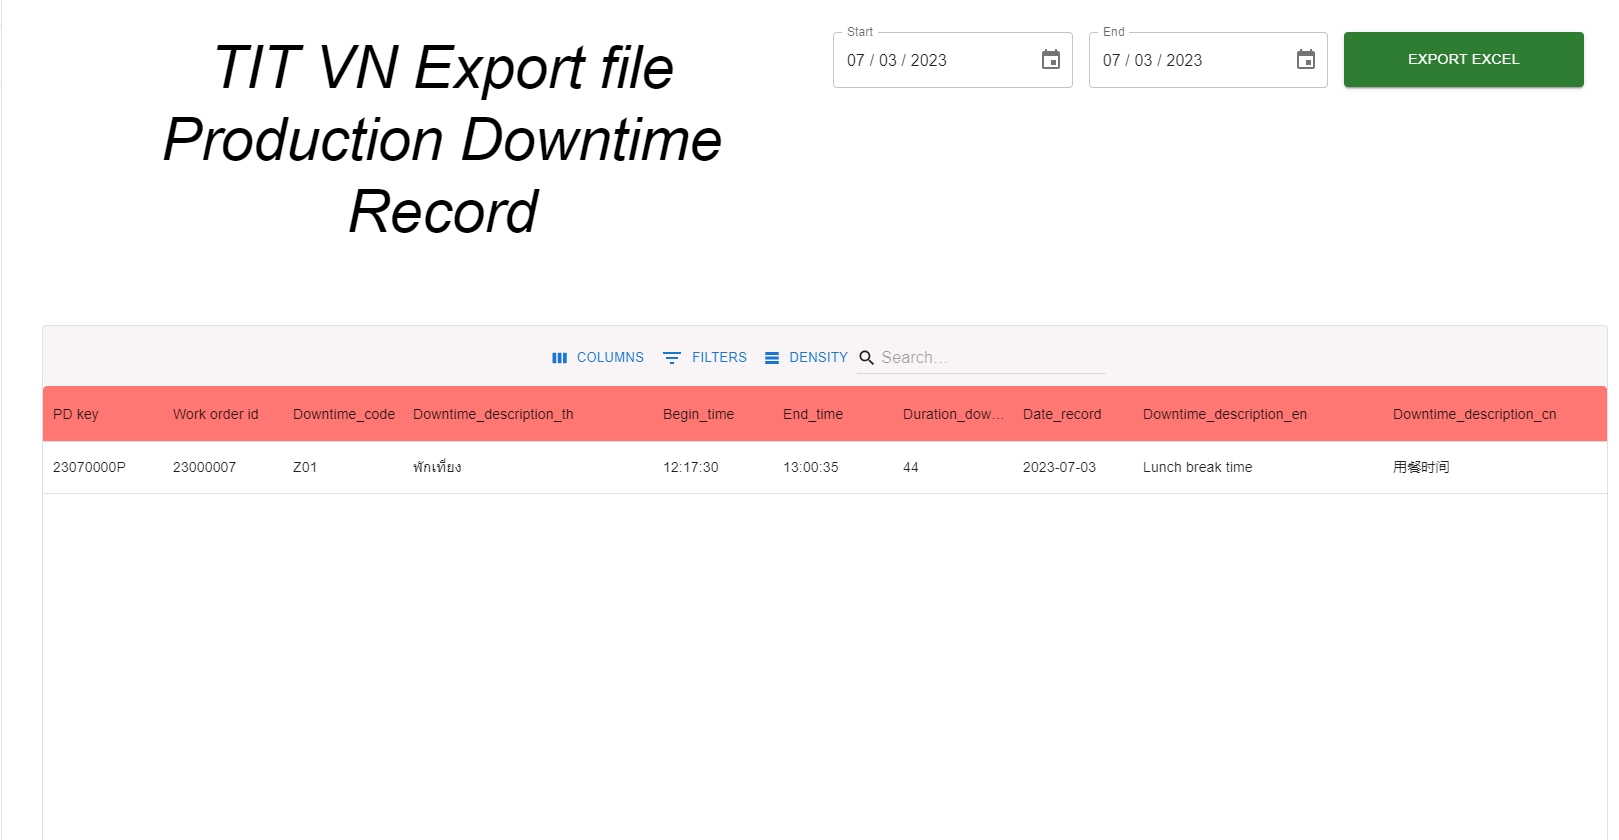 TIT VN Export file
Production Downtime
Record
Start
07 / 03 / 2023
End
07 / 03 / 2023
EXPORT EXCEL
COLUMNS FILTERS DENSITY Search…
PD key Work order id Downtime_code Downtime_description_th Begin_time End_time Duration_dow… Date_record Downtime_description_en Downtime_description_cn
23070000P 23000007 Z01 พักเที่ยง 12:17:30 13:00:35 44 2023-07-03 Lunch break time 用餐时间